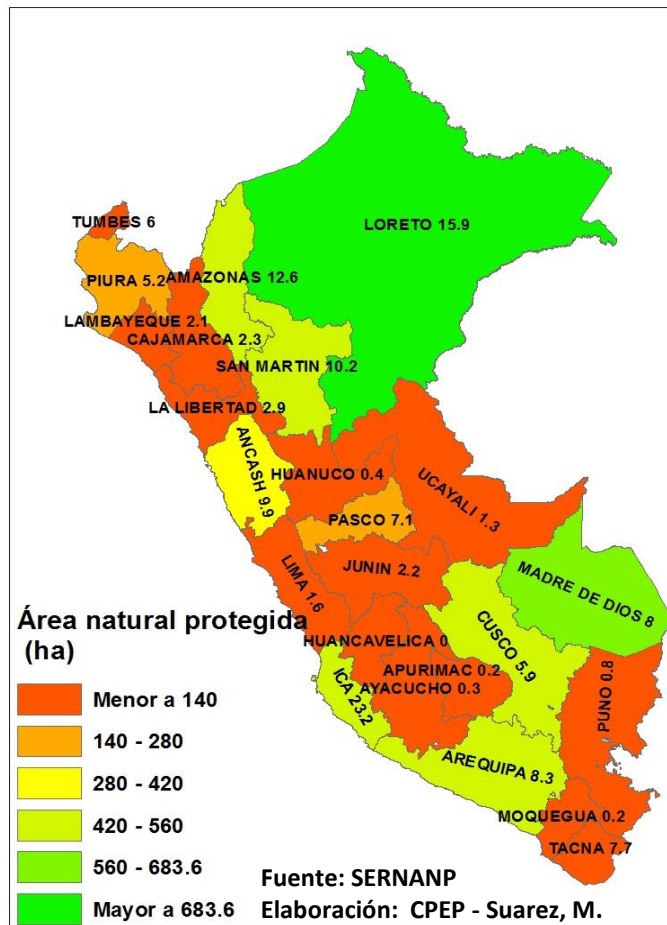 LORETO 15.9
TUMBES 6
PIURA 5.2
AMAZONAS 12.6
LAMBAYEQUE 2.1
CAJAMARCA 2.3
SAN MARTIN 10.2
LA LIBERTAD 2.9
ANCASH 9.9
HUANUCO 0.4
UCAYALI 1.3
PASCO 7.1
JUNIN 2.2
LIMA 1.6
MADRE DE DIOS 8
CUSCO 5.9
HUANCAVELICA 0
APURIMAC 0.2
AYACUCHO 0.3
ICA 23.2
PUNO 0.8
AREQUIPA 8.3
MOQUEGUA 0.2
TACNA 7.7
Área natural protegida
(ha)
Menor a 140
140 - 280
280 - 420
420 - 560
560 - 683.6
Mayor a 683.6
Fuente: SERNANP
Elaboración: CPEP - Suarez, M.